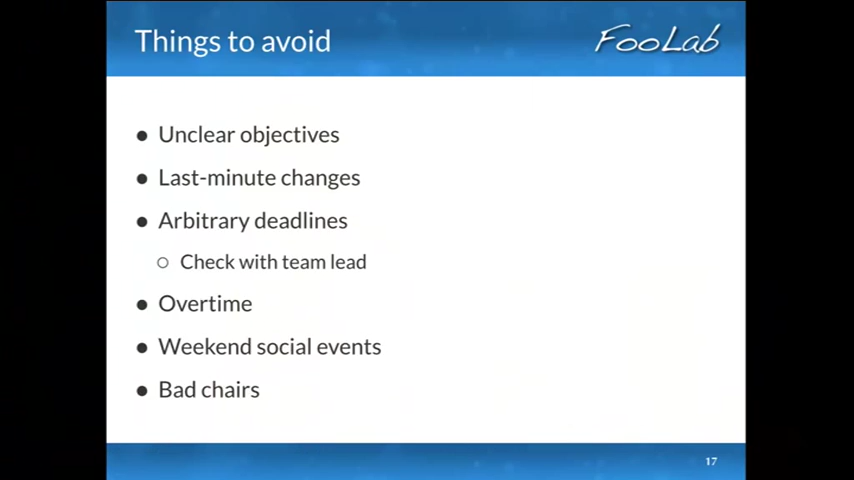 Things to avoid
FooLab
● Unclear objectives
● Last-minute changes
● Arbitrary deadlines
○ Check with team lead
● Overtime
● Weekend social events
● Bad chairs
17